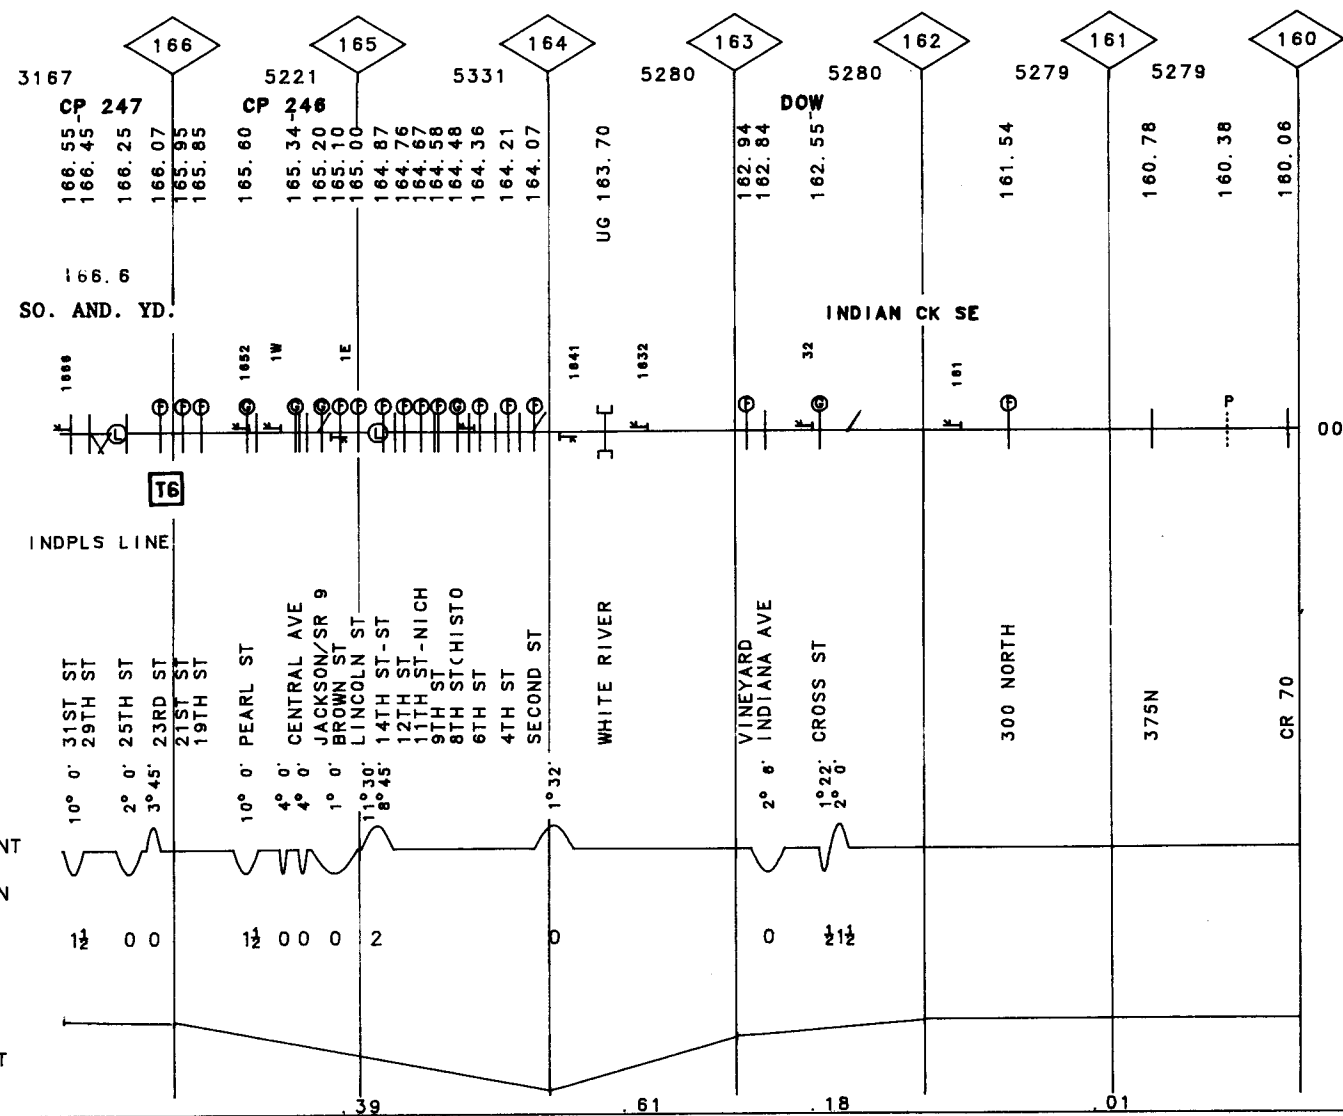 166 165 164 163 162 161 160
3167 5221 5331 5280 5280 5279 5279
CP 247 CP 246 DOW
166.55
166.45
166.25
166.07
165.95
165.85
165.60
165.34
165.20
165.10
165.00
164.87
164.76
164.67
164.58
164.48
164.36
164.21
164.07
UG 163.70
162.94
162.84
162.55
161.54
160.78
160.38
160.06
166.6
SO. AND. YD.
INDIAN CK SE
1652
1W
1E
1641
1632
32
161
F F F G G G F F F F F F G F F F F G F P
L L
00
T6
INDPLS LINE
31ST ST
29TH ST
25TH ST
23RD ST
21ST ST
19TH ST
PEARL ST
CENTRAL AVE
JACKSON/SR 9
BROWN ST
LINCOLN ST
14TH ST-ST
12TH ST
11TH ST-NICH
9TH ST
8TH ST(HISTO
6TH ST
4TH ST
SECOND ST
WHITE RIVER
VINEYARD
INDIANA AVE
CROSS ST
300 NORTH
375N
CR 70
10° 0'
2° 0'
3° 45'
10° 0'
4° 0'
4° 0'
1° 0'
11° 30'
8° 45'
1° 32'
2° 6'
1° 22'
2° 0'
NT
N
1½ 0 0 1½ 0 0 0 2 0 0 ½ 1½
T
.39 .61 .18 .01